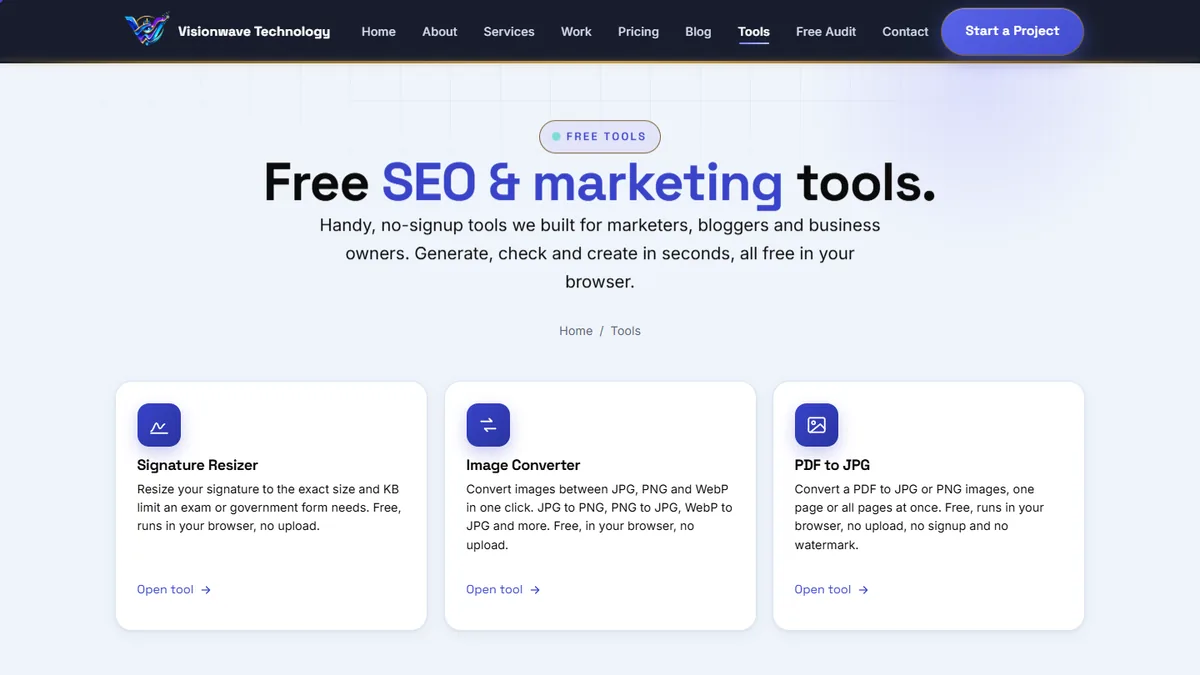 Visionwave Technology
Home
About
Services
Work
Pricing
Blog
Tools
Free Audit
Contact
Start a Project
FREE TOOLS
Free SEO & marketing tools.
Handy, no-signup tools we built for marketers, bloggers and business
owners. Generate, check and create in seconds, all free in your
browser.
Home / Tools
Signature Resizer
Resize your signature to the exact size and KB
limit an exam or government form needs. Free,
runs in your browser, no upload.
Open tool →
Image Converter
Convert images between JPG, PNG and WebP
in one click. JPG to PNG, PNG to JPG, WebP to
JPG and more. Free, in your browser, no
upload.
Open tool →
PDF to JPG
Convert a PDF to JPG or PNG images, one
page or all pages at once. Free, runs in your
browser, no upload, no signup and no
watermark.
Open tool →